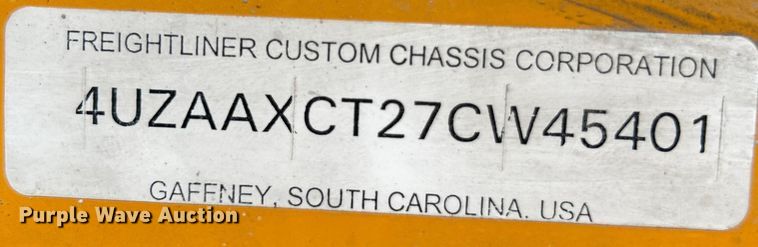 FREIGHTLINER CUSTOM CHASSIS CORPORATION
4UZAAXCT27CW45401
GAFFNEY, SOUTH CAROLINA. USA
Purple Wave Auction